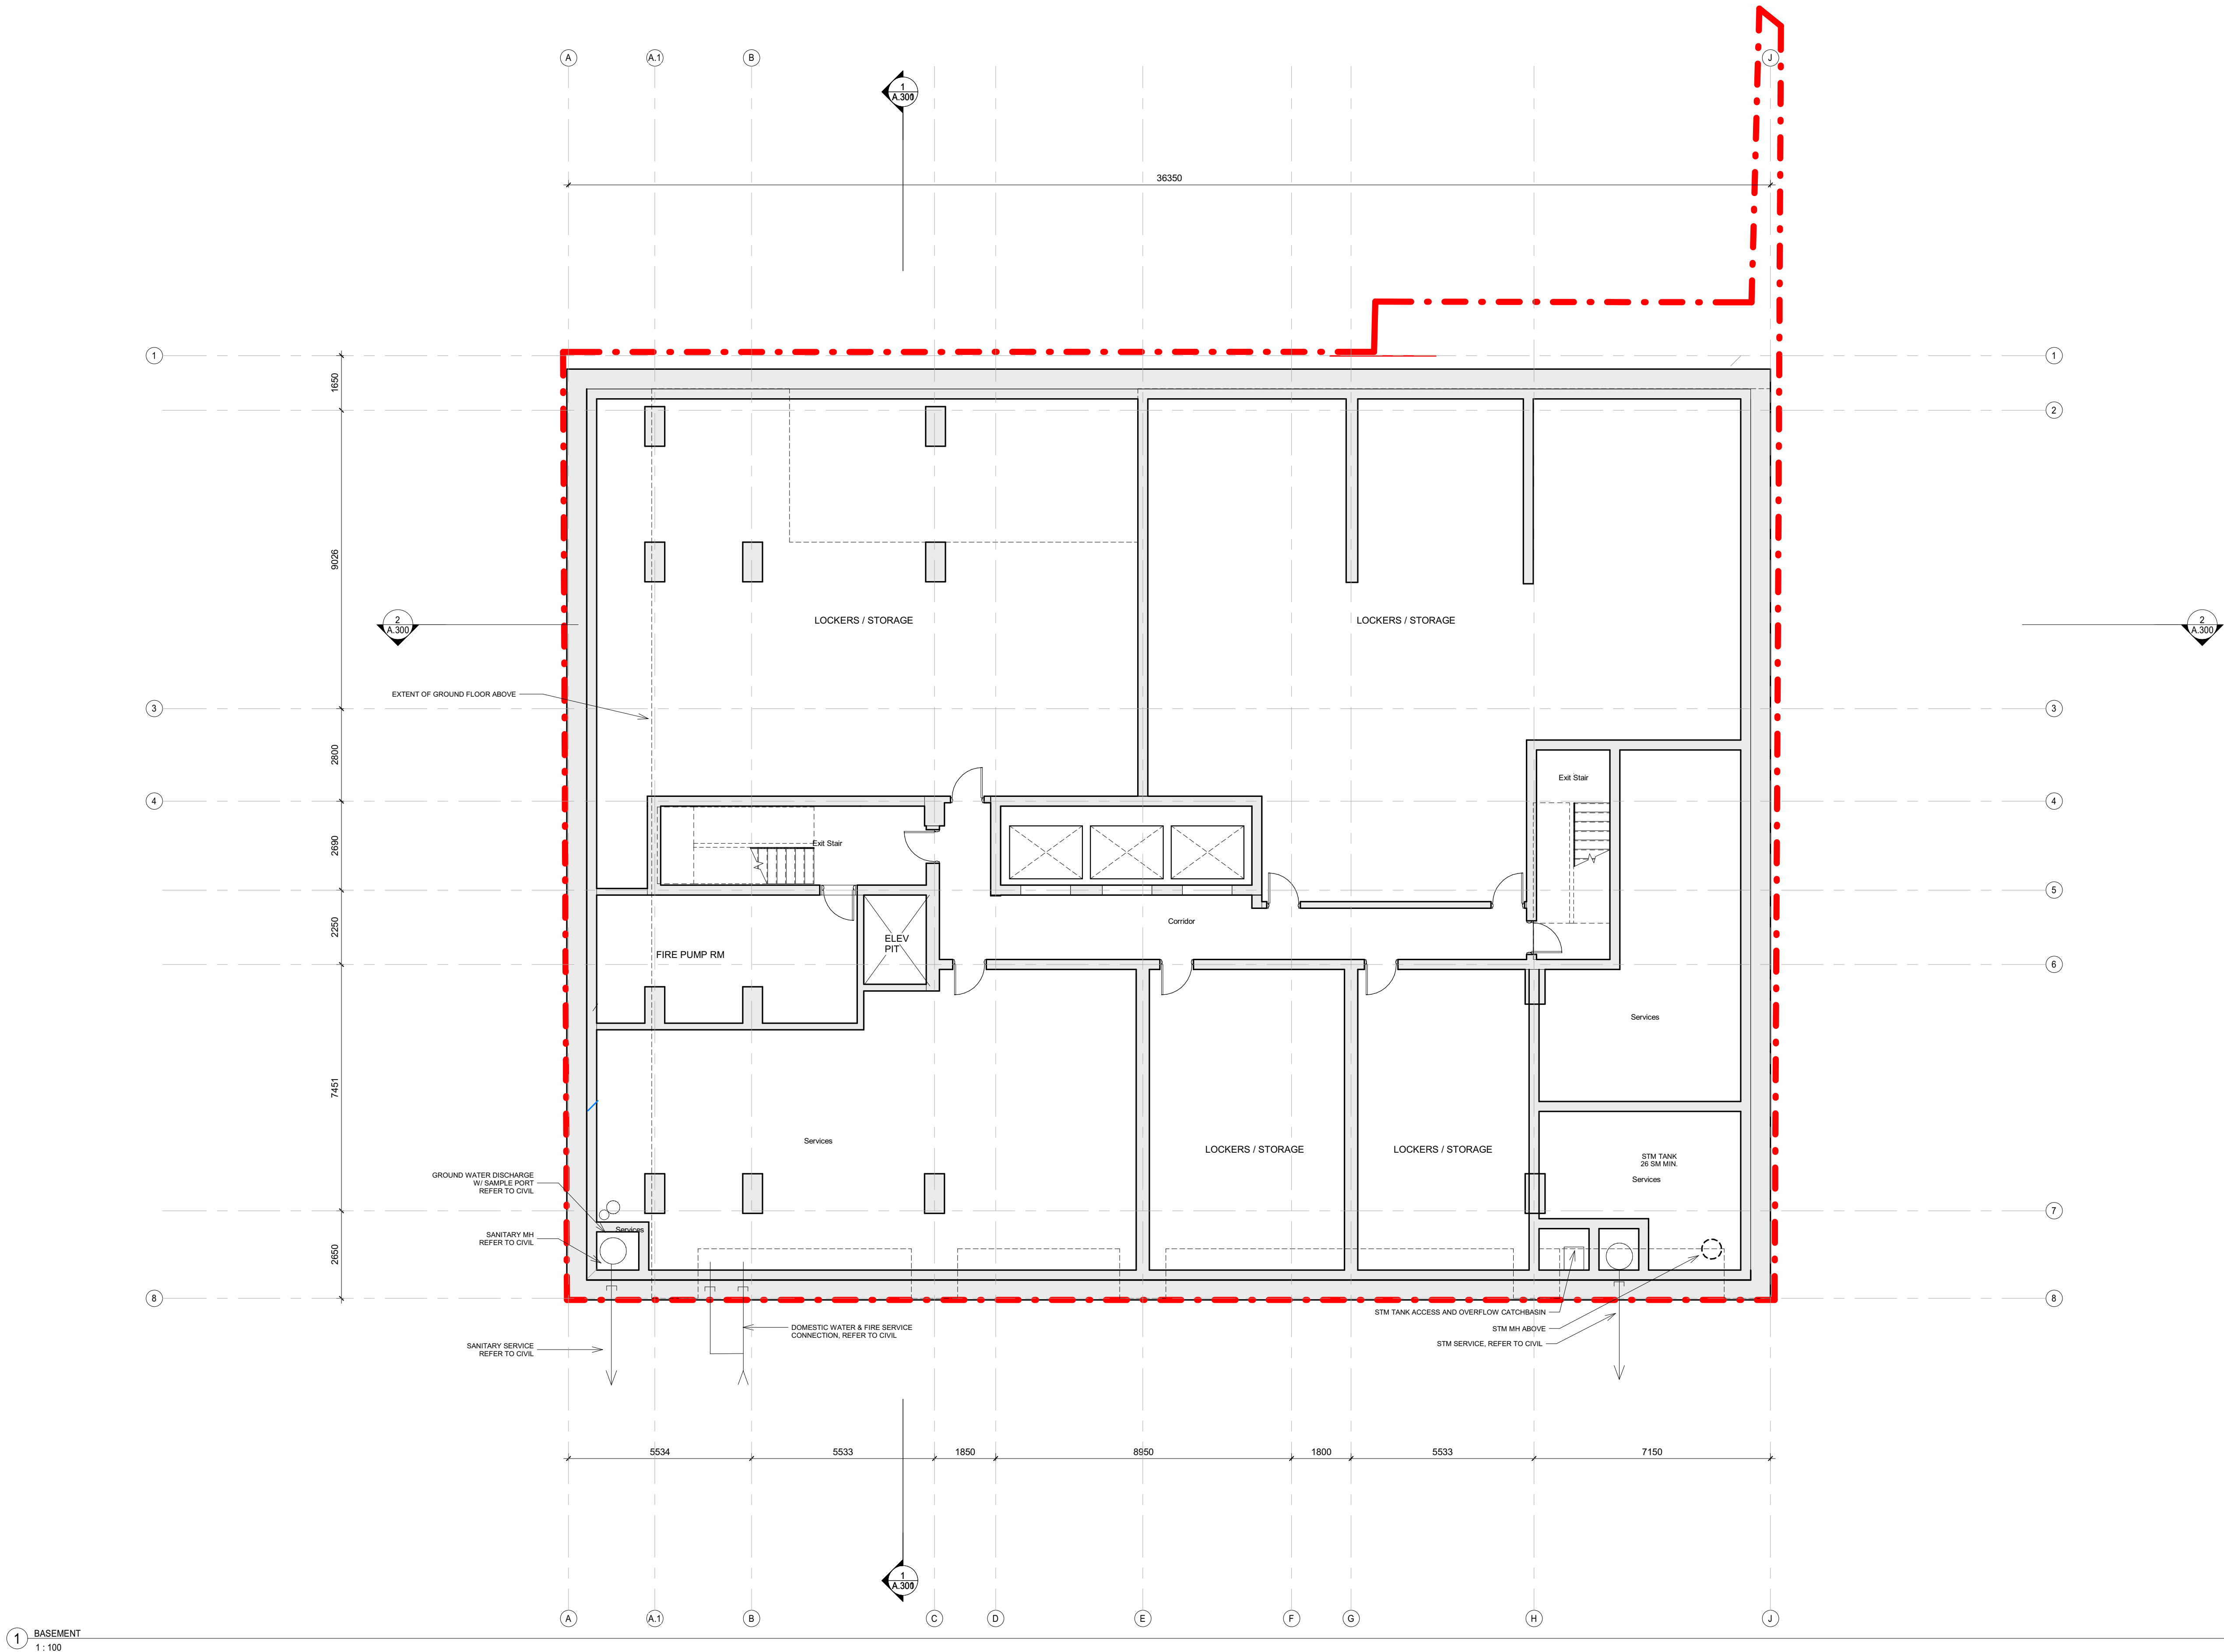 A
A.1
B
J
1
A.300
36350
1
1
1650
2
9026
LOCKERS / STORAGE
LOCKERS / STORAGE
2
A.300
2
A.300
EXTENT OF GROUND FLOOR ABOVE
3
3
2800
Exit Stair
4
4
2690
Exit Stair
5
5
2250
Corridor
ELEV
PIT
FIRE PUMP RM
6
6
Services
7451
Services
LOCKERS / STORAGE
LOCKERS / STORAGE
STM TANK
26 SM MIN.
Services
GROUND WATER DISCHARGE
W/ SAMPLE PORT
REFER TO CIVIL
7
Services
SANITARY MH
REFER TO CIVIL
2650
8
8
STM TANK ACCESS AND OVERFLOW CATCHBASIN
STM MH ABOVE
STM SERVICE, REFER TO CIVIL
DOMESTIC WATER & FIRE SERVICE
CONNECTION, REFER TO CIVIL
SANITARY SERVICE
REFER TO CIVIL
5534
5533
1850
8950
1800
5533
7150
1
A.300
A
A.1
B
C
D
E
F
G
H
J
1
BASEMENT
1 : 100